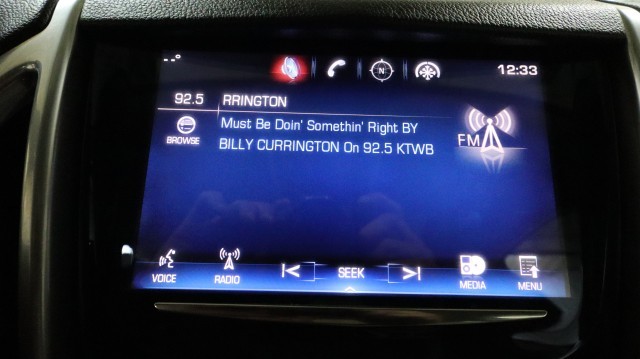 --° N 12:33
92.5 RRINGTON
Must Be Doin' Somethin' Right BY
BROWSE BILLY CURRINGTON On 92.5 KTWB
FM
VOICE RADIO SEEK MEDIA MENU